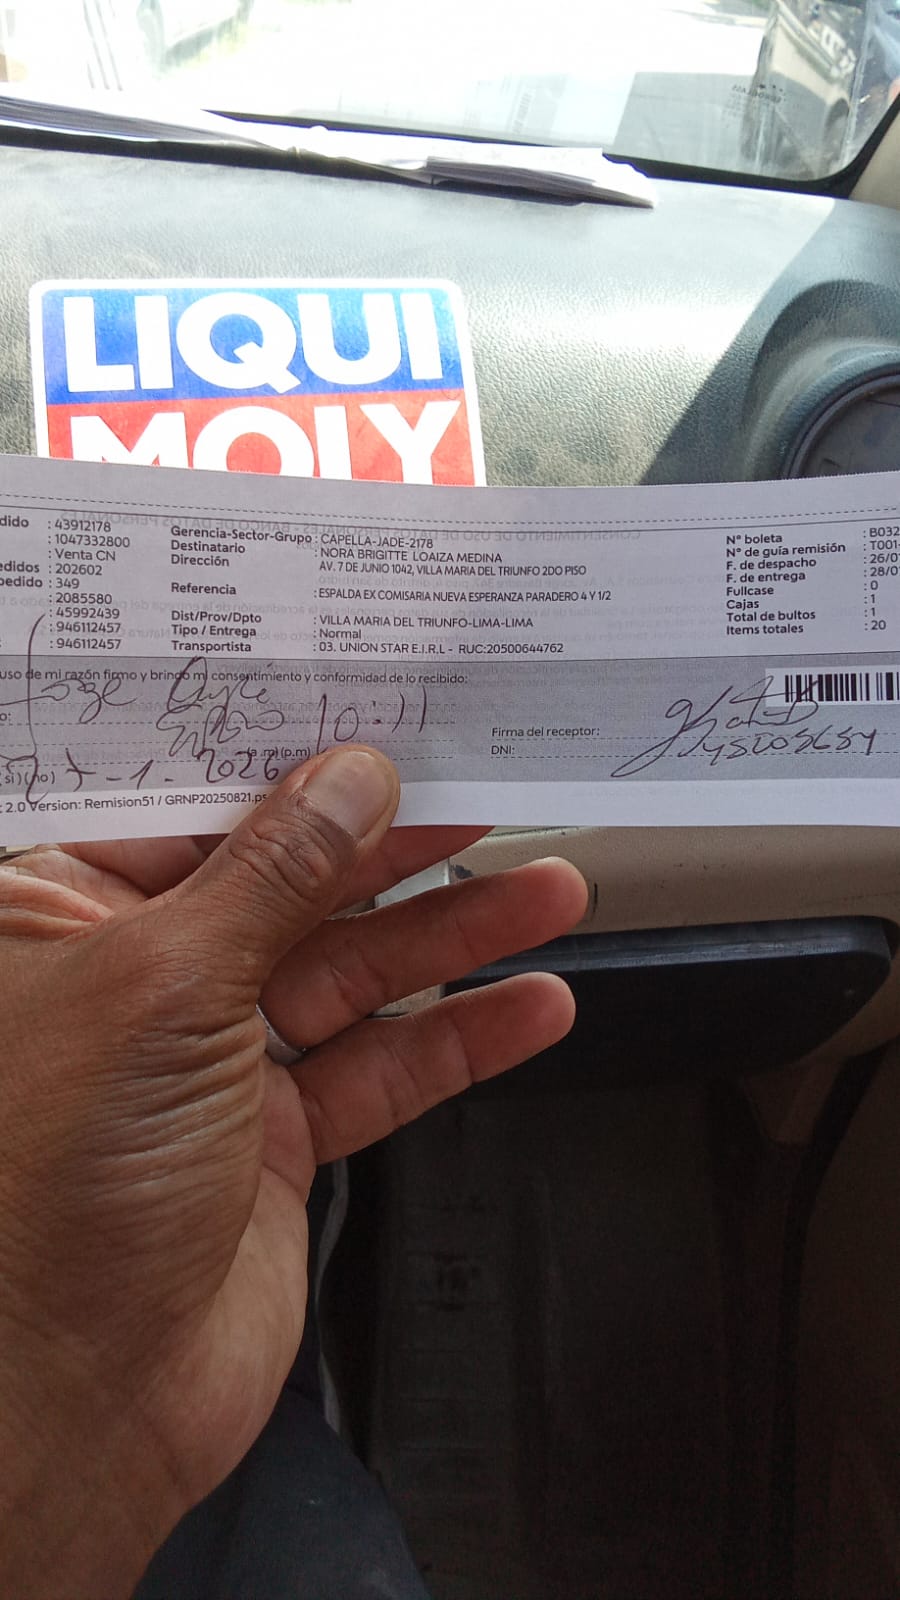 LIQUI
MOLY
dido : 43912178
: 1047332800
: Venta CN
edidos : 202602
pedido : 349
: 2085580
: 45992439
: 946112457
: 946112457
Gerencia-Sector-Grupo : CAPELLA-JADE-2178
Destinatario : NORA BRIGITTE LOAIZA MEDINA
Dirección AV. 7 DE JUNIO 1042, VILLA MARIA DEL TRIUNFO 2DO PISO
Referencia : ESPALDA EX COMISARIA NUEVA ESPERANZA PARADERO 4 Y 1/2
Dist/Prov/Dpto : VILLA MARIA DEL TRIUNFO-LIMA-LIMA
Tipo / Entrega : Normal
Transportista : 03. UNION STAR E.I.R.L - RUC:20500644762
N° boleta : B032
N° de guía remisión : T001-
F. de despacho : 26/0
F. de entrega : 28/0
Fullcase : 0
Cajas : 1
Total de bultos : 1
Items totales : 20
uso de mi razón firmo y brindo mi consentimiento y conformidad de lo recibido:
o:
10:11
(a.m)(p.m)
(si)(no) 27-1-2026
Firma del receptor:
DNI:
: 2.0 Version: Remision51 / GRNP20250821.ps